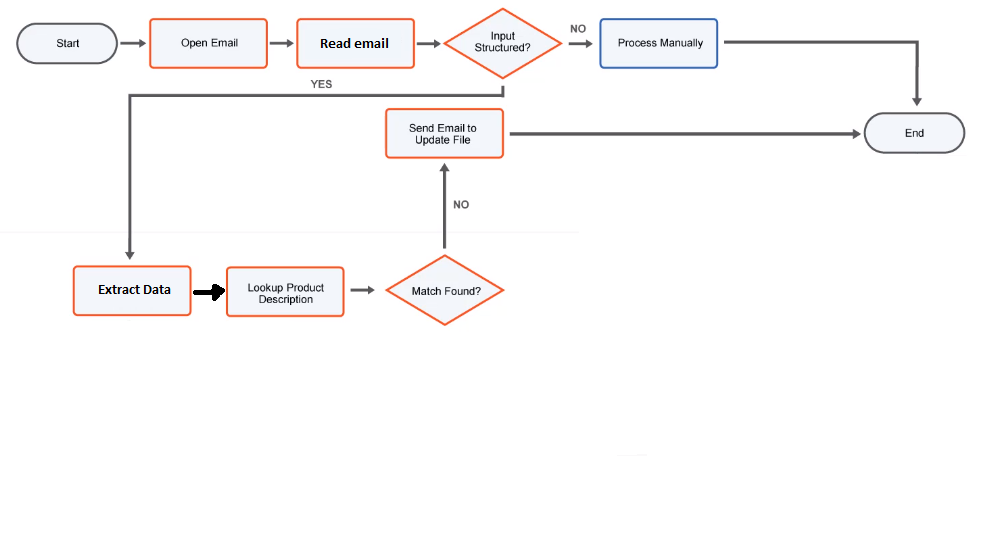 Start
Open Email
Read email
Input
Structured?
NO
Process Manually
YES
Send Email to
Update File
End
NO
Extract Data
Lookup Product
Description
Match Found?